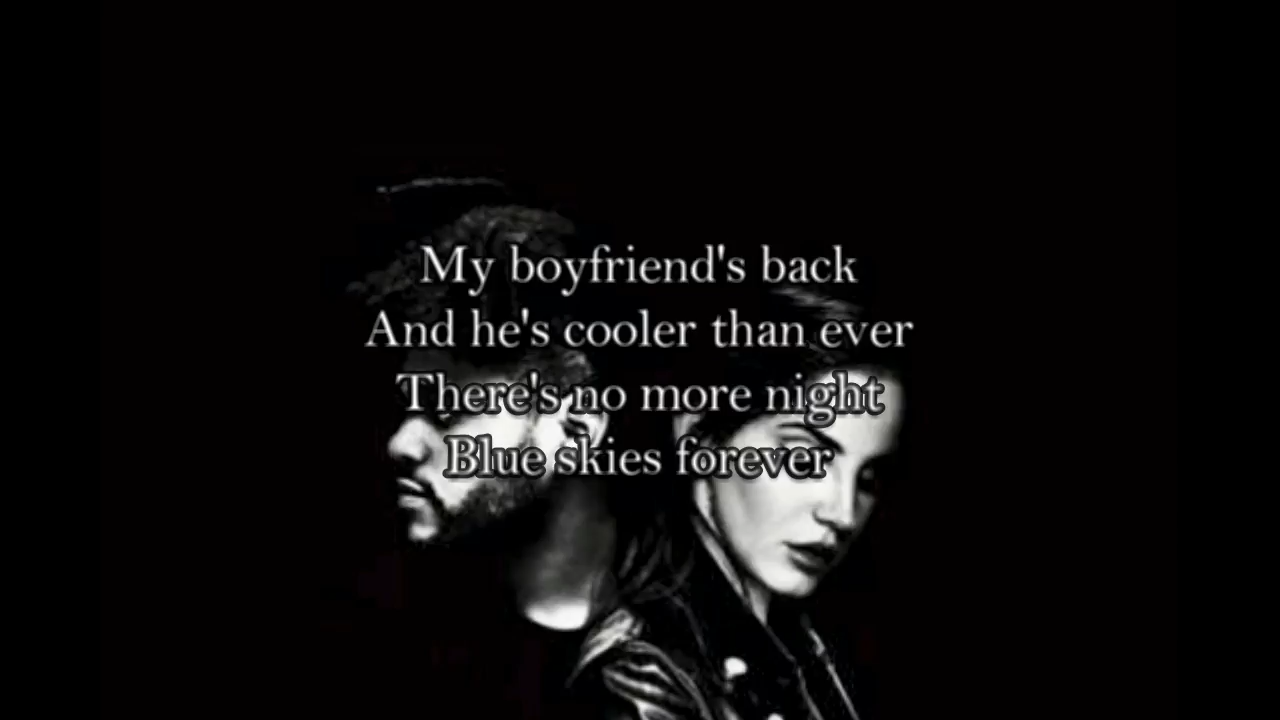 My boyfriend's back
And he's cooler than ever
There's no more night
Blue skies forever